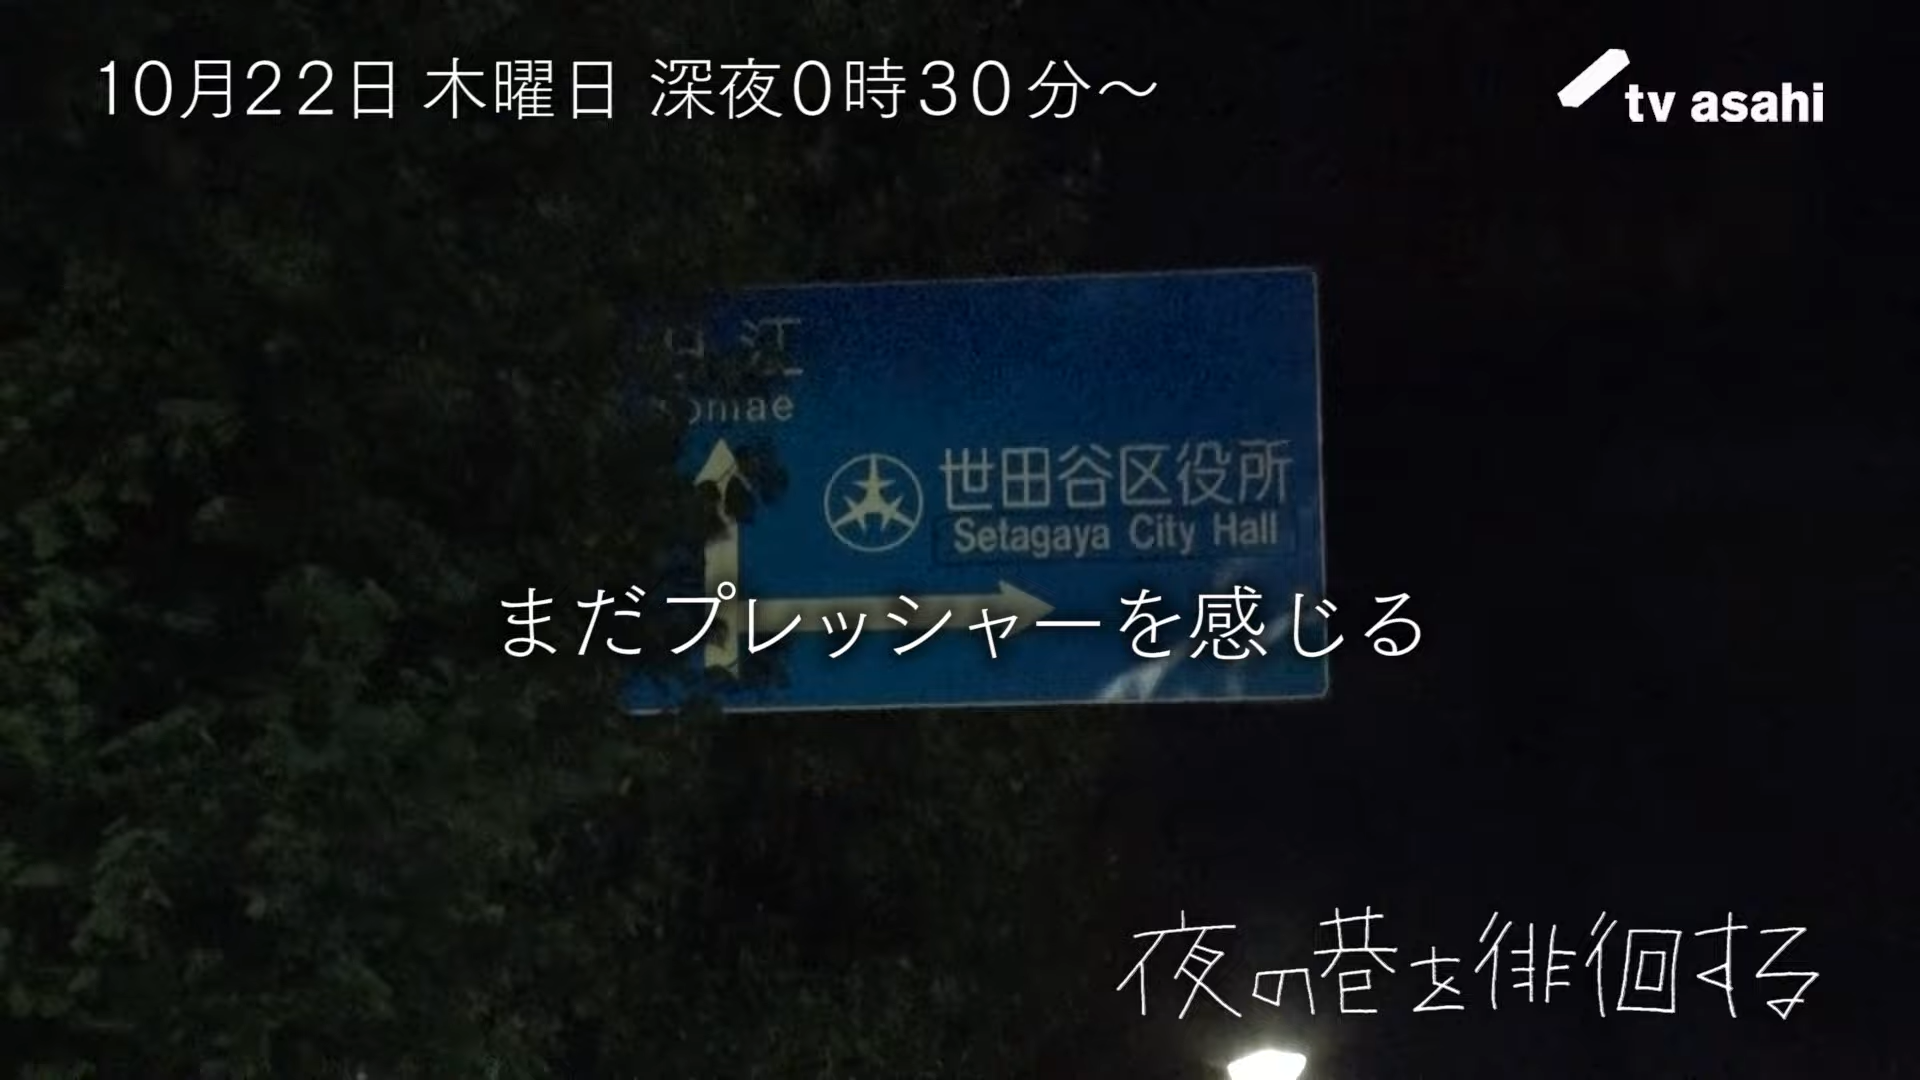 10月22日 木曜日 深夜0時30分～
tv asahi
世田谷区役所
Setagaya City Hall
まだプレッシャーを感じる
夜の巷を徘徊する